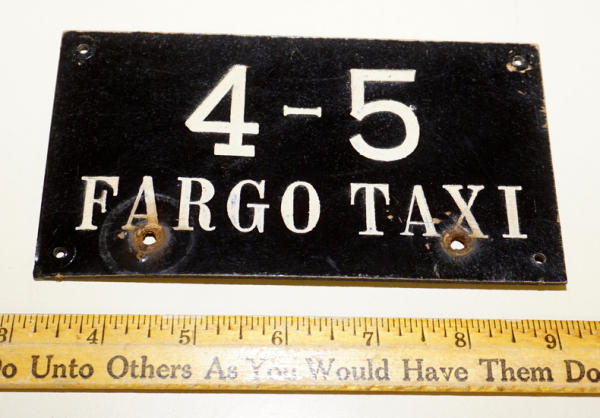 4-5
FARGO TAXI
3 4 5 6 7 8 9
Do Unto Others As You Would Have Them Do